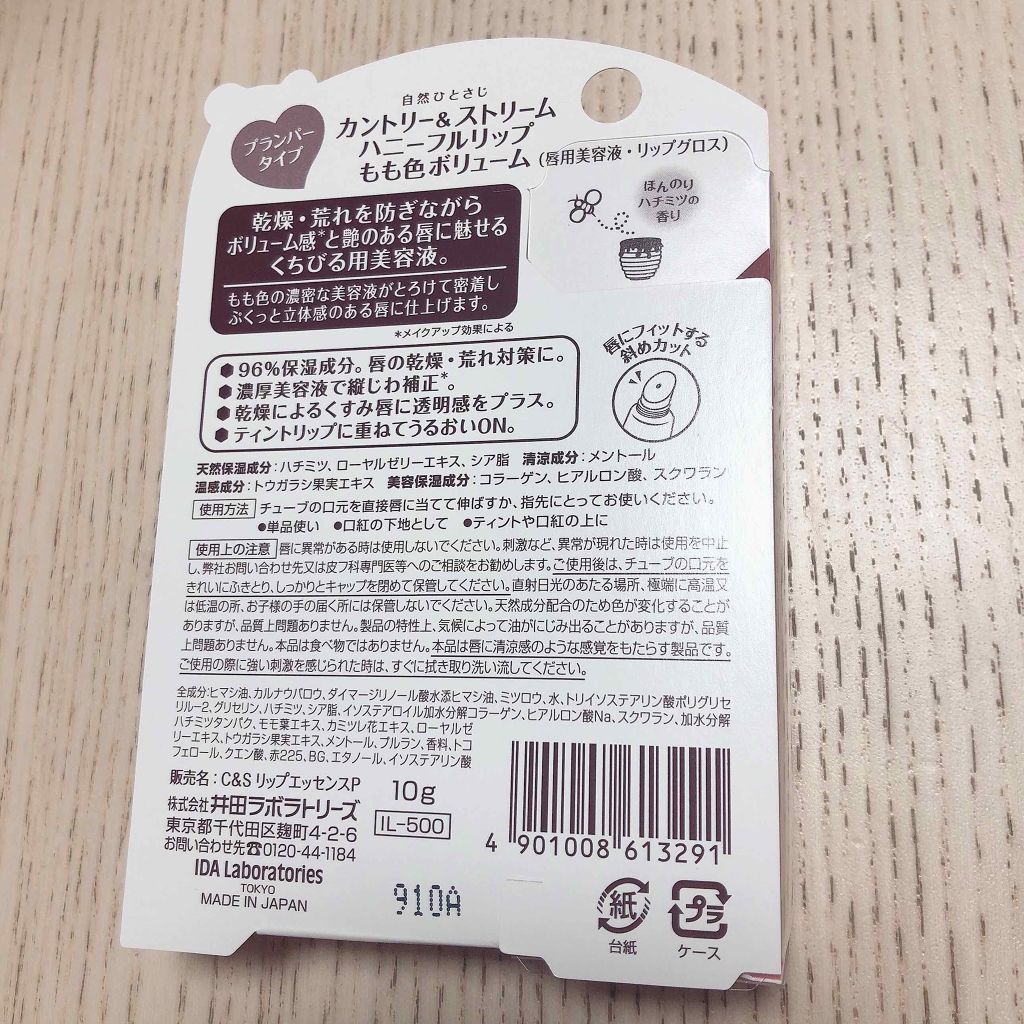 自然ひとさじ
プランパー
タイプ
カントリー&ストリーム
ハニーフルリップ
もも色ボリューム(唇用美容液・リップグロス)
乾燥・荒れを防ぎながら
ボリューム感*と艶のある唇に魅せる
くちびる用美容液。
もも色の濃密な美容液がとろけて密着し
ぷくっと立体感のある唇に仕上げます。
*メイクアップ効果による
ほんのり
ハチミツの
香り
●96%保湿成分。唇の乾燥・荒れ対策に。
●濃厚美容液で縦じわ補正*。
●乾燥によるくすみ唇に透明感をプラス。
●ティントリップに重ねてうるおいON。
唇にフィットする
斜めカット
天然保湿成分:ハチミツ、ローヤルゼリーエキス、シア脂 清涼成分:メントール
温感成分:トウガラシ果実エキス 美容保湿成分:コラーゲン、ヒアルロン酸、スクワラン
使用方法 チューブの口元を直接唇に当てて伸ばすか、指先にとってお使いください。
●単品使い ●口紅の下地として ●ティントや口紅の上に
使用上の注意 唇に異常がある時は使用しないでください。刺激など、異常が現れた時は使用を中止
し、弊社お問い合わせ先又は皮フ科専門医等へのご相談をお勧めします。ご使用後は、チューブの口元を
きれいにふきとり、しっかりとキャップを閉めて保管してください。直射日光のあたる場所、極端に高温又
は低温の所、お子様の手の届く所には保管しないでください。天然成分配合のため色が変化することが
ありますが、品質上問題ありません。製品の特性上、気候によって油がにじみ出ることがありますが、品質
上問題ありません。本品は食べ物ではありません。本品は唇に清涼感のような感覚をもたらす製品です。
ご使用の際に強い刺激を感じられた時は、すぐに拭き取り洗い流してください。
全成分:ヒマシ油、カルナウバロウ、ダイマージリノール酸水添ヒマシ油、ミツロウ、水、トリイソステアリン酸ポリグリセ
リル-2、グリセリン、ハチミツ、シア脂、イソステアロイル加水分解コラーゲン、ヒアルロン酸Na、スクワラン、加水分解
ハチミツタンパク、モモ葉エキス、カミツレ花エキス、ローヤルゼ
リーエキス、トウガラシ果実エキス、メントール、プルラン、香料、トコ
フェロール、クエン酸、赤225、BG、エタノール、イソステアリン酸
販売名:C&S リップエッセンスP 10g
株式会社 井田ラボラトリーズ
東京都千代田区麹町4-2-6 IL-500
お問い合わせ先☎0120-44-1184
IDA Laboratories
TOKYO
MADE IN JAPAN
910A
4 901008 613291
紙
台紙
プラ
ケース